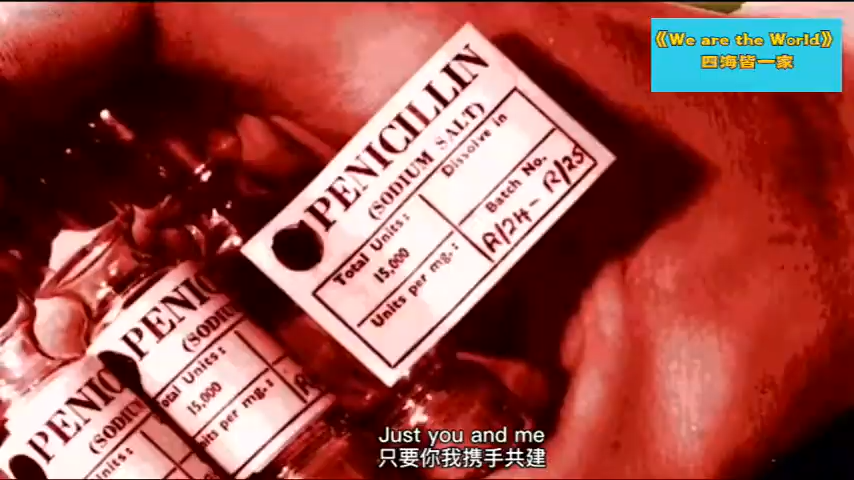 《We are the World》
四海皆一家
PENICILLIN
(SODIUM SALT)
Dissolve in
Total Units:
15,000
Batch No.
R/24-R/25
Units per mg.:
PENIC
(SODIU
Total Units:
15,000
Units per mg.:
PENIC
(SODIUM
Units:
Just you and me
只要你我携手共建